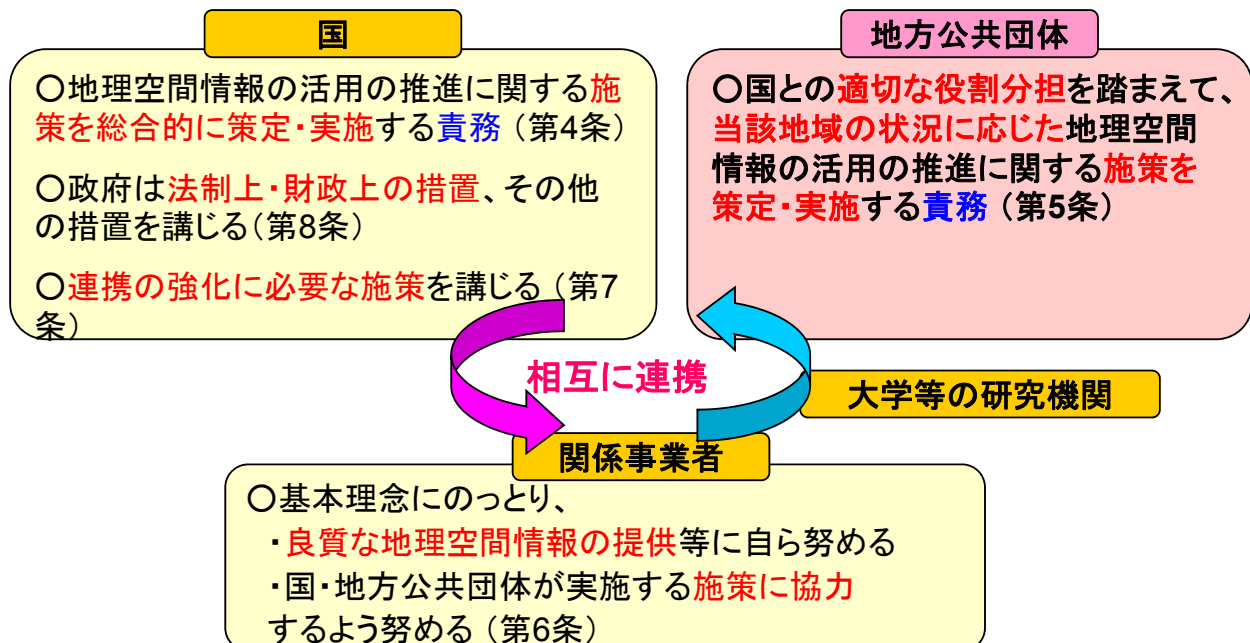 国
〇地理空間情報の活用の推進に関する施
策を総合的に策定・実施する責務（第4条）
〇政府は法制上・財政上の措置、その他
の措置を講じる（第8条）
〇連携の強化に必要な施策を講じる（第7
条）
地方公共団体
〇国との適切な役割分担を踏まえて、
当該地域の状況に応じた地理空間
情報の活用の推進に関する施策を
策定・実施する責務（第5条）
相互に連携
大学等の研究機関
関係事業者
〇基本理念にのっとり、
・良質な地理空間情報の提供等に自ら努める
・国・地方公共団体が実施する施策に協力
するよう努める（第6条）